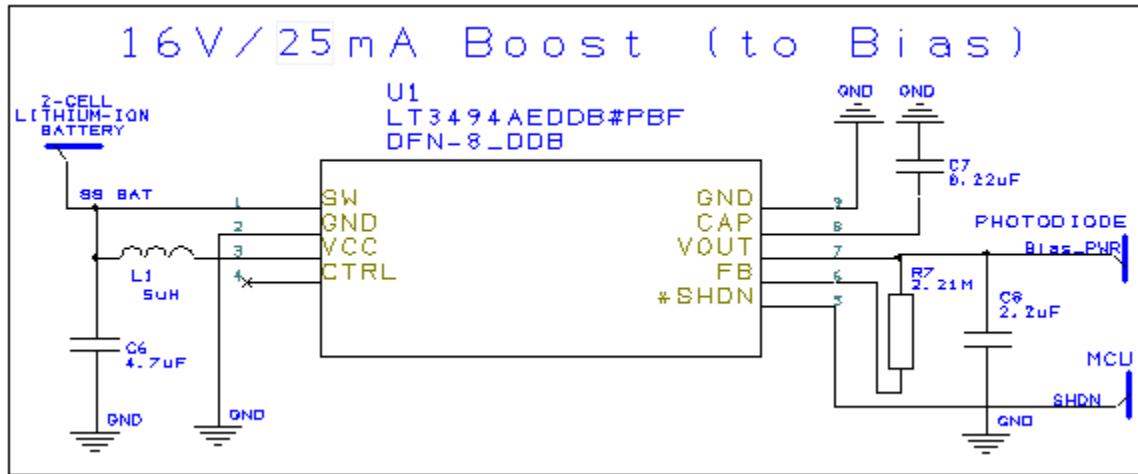 16V/25mA Boost (to Bias)
2-CELL
LITHIUM-ION
BATTERY
SS BAT
U1
LT3494AEDDB#PBF
DFN-8_DDB
GND
GND
C7
0.22uF
1
SW
GND
9
2
GND
CAP
8
3
VCC
VOUT
7
4
CTRL
FB
6
#SHDN
5
L1
5uH
C6
4.7uF
GND
GND
PHOTODIODE
Bias_PWR
R7
2.21M
C8
2.2uF
MCU
SHDN
GND